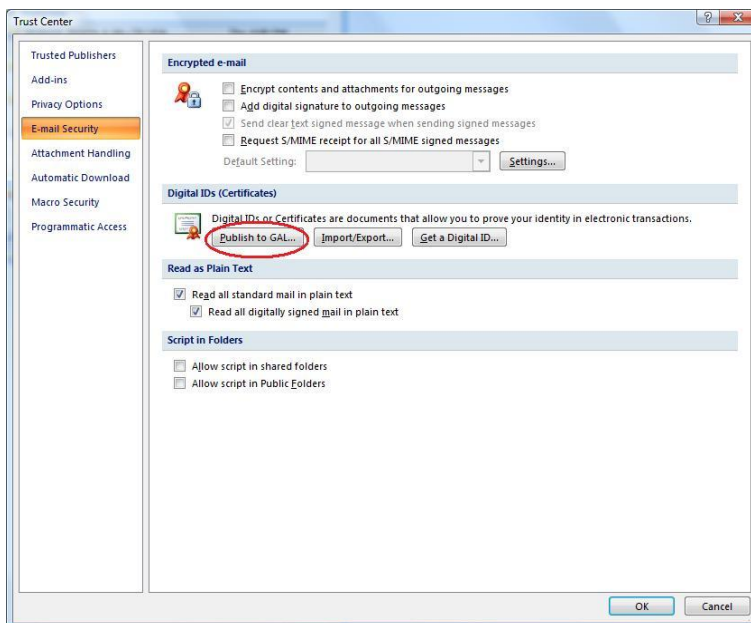 Trust Center
Trusted Publishers
Add-ins
Privacy Options
E-mail Security
Attachment Handling
Automatic Download
Macro Security
Programmatic Access
Encrypted e-mail
Encrypt contents and attachments for outgoing messages
Add digital signature to outgoing messages
Send clear text signed message when sending signed messages
Request S/MIME receipt for all S/MIME signed messages
Default Setting:
Settings...
Digital IDs (Certificates)
Digital IDs or Certificates are documents that allow you to prove your identity in electronic transactions.
Publish to GAL... Import/Export... Get a Digital ID...
Read as Plain Text
Read all standard mail in plain text
Read all digitally signed mail in plain text
Script in Folders
Allow script in shared folders
Allow script in Public Folders
OK Cancel